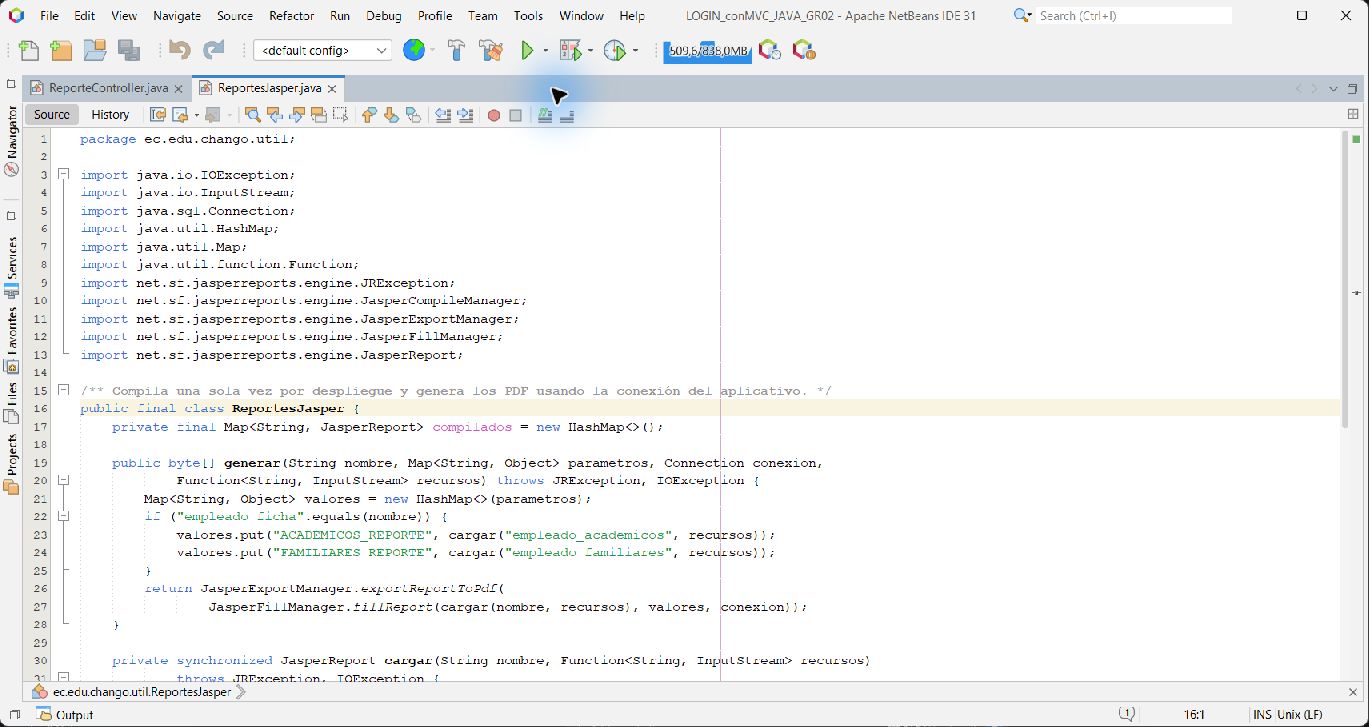 File Edit View Navigate Source Refactor Run Debug Profile Team Tools Window Help LOGIN_conMVC_JAVA_GR02 - Apache NetBeans IDE 31 Search (Ctrl+I)
<default config> 509,6/838,0MB
ReporteController.java ReportesJasper.java
Source History
Navigator
Services
Favorites
Files
Projects
1 package ec.edu.chango.util;
2
3 import java.io.IOException;
4 import java.io.InputStream;
5 import java.sql.Connection;
6 import java.util.HashMap;
7 import java.util.Map;
8 import java.util.function.Function;
9 import net.sf.jasperreports.engine.JRException;
10 import net.sf.jasperreports.engine.JasperCompileManager;
11 import net.sf.jasperreports.engine.JasperExportManager;
12 import net.sf.jasperreports.engine.JasperFillManager;
13 import net.sf.jasperreports.engine.JasperReport;
14
15 /** Compila una sola vez por despliegue y genera los PDF usando la conexión del aplicativo. */
16 public final class ReportesJasper {
17 private final Map<String, JasperReport> compilados = new HashMap<>();
18
19 public byte[] generar(String nombre, Map<String, Object> parametros, Connection conexion,
20 Function<String, InputStream> recursos) throws JRException, IOException {
21 Map<String, Object> valores = new HashMap<>(parametros);
22 if ("empleado_ficha".equals(nombre)) {
23 valores.put("ACADEMICOS_REPORTE", cargar("empleado_academicos", recursos));
24 valores.put("FAMILIARES_REPORTE", cargar("empleado_familiares", recursos));
25 }
26 return JasperExportManager.exportReportToPdf(
27 JasperFillManager.fillReport(cargar(nombre, recursos), valores, conexion));
28 }
29
30 private synchronized JasperReport cargar(String nombre, Function<String, InputStream> recursos)
31 throws JRException, IOException {
ec.edu.chango.util.ReportesJasper
Output 1 16:1 INS Unix (LF)